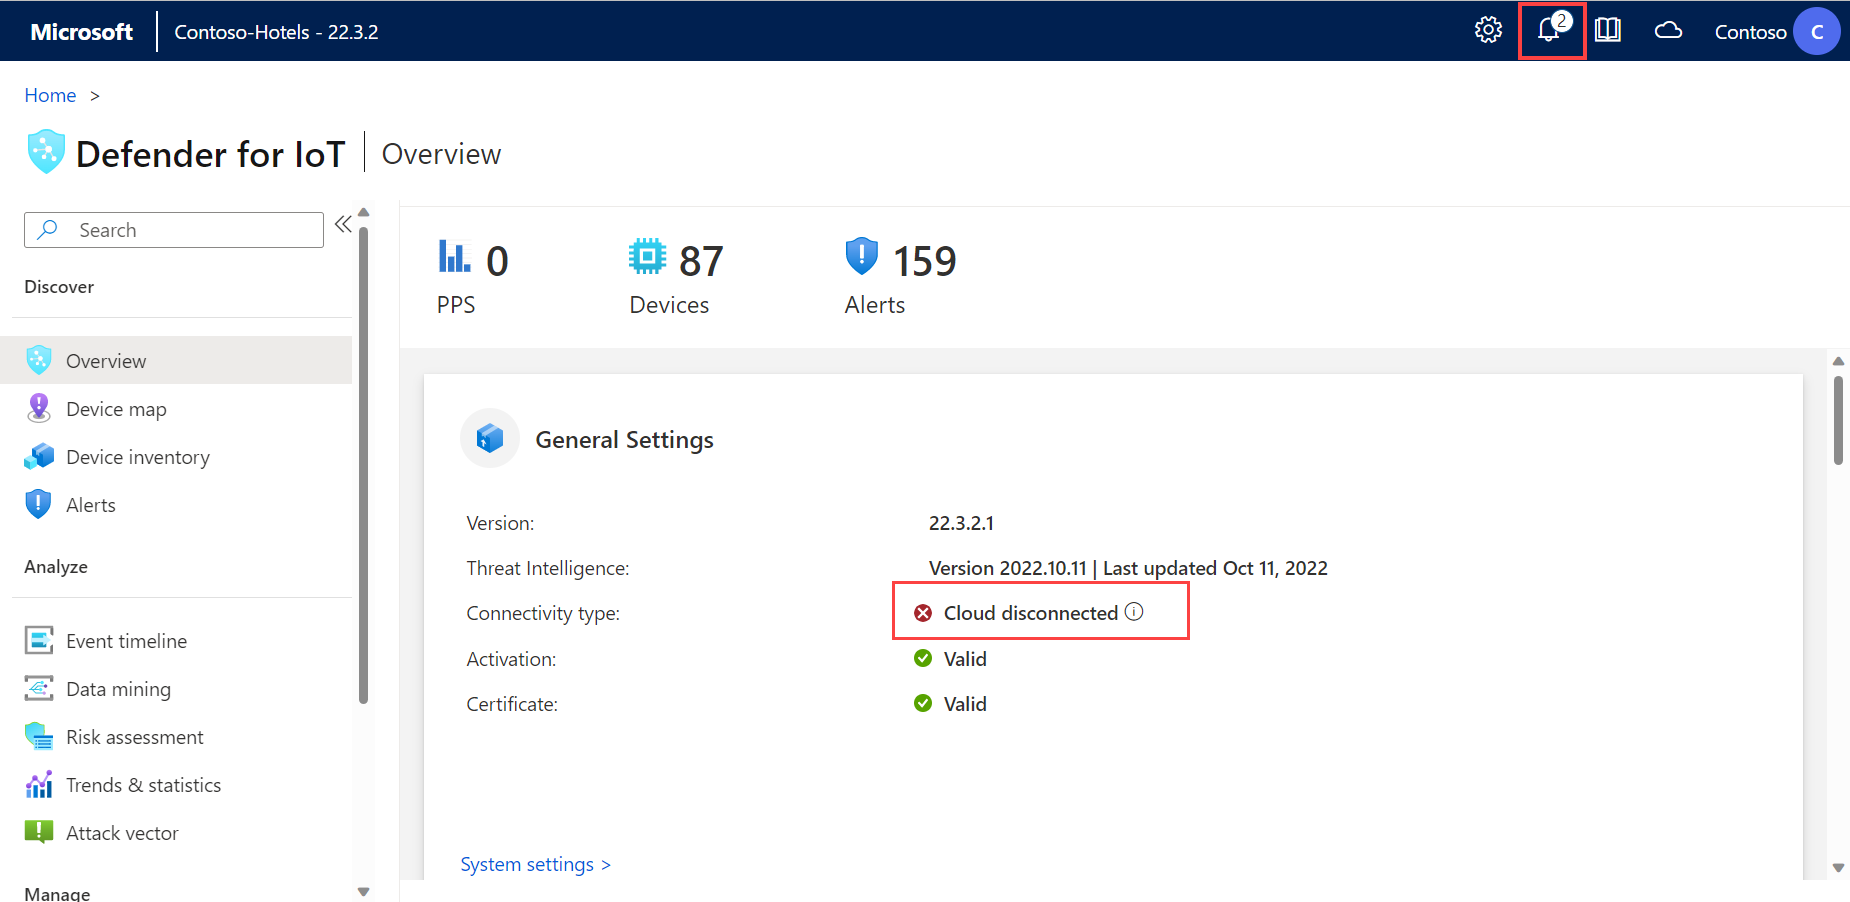 Microsoft
Contoso-Hotels - 22.3.2
2
Contoso
C
Home >
Defender for IoT
Overview
Search
Discover
Overview
Device map
Device inventory
Alerts
Analyze
Event timeline
Data mining
Risk assessment
Trends & statistics
Attack vector
Manage
0
PPS
87
Devices
159
Alerts
General Settings
Version: 22.3.2.1
Threat Intelligence: Version 2022.10.11 | Last updated Oct 11, 2022
Connectivity type: Cloud disconnected
Activation: Valid
Certificate: Valid
System settings >